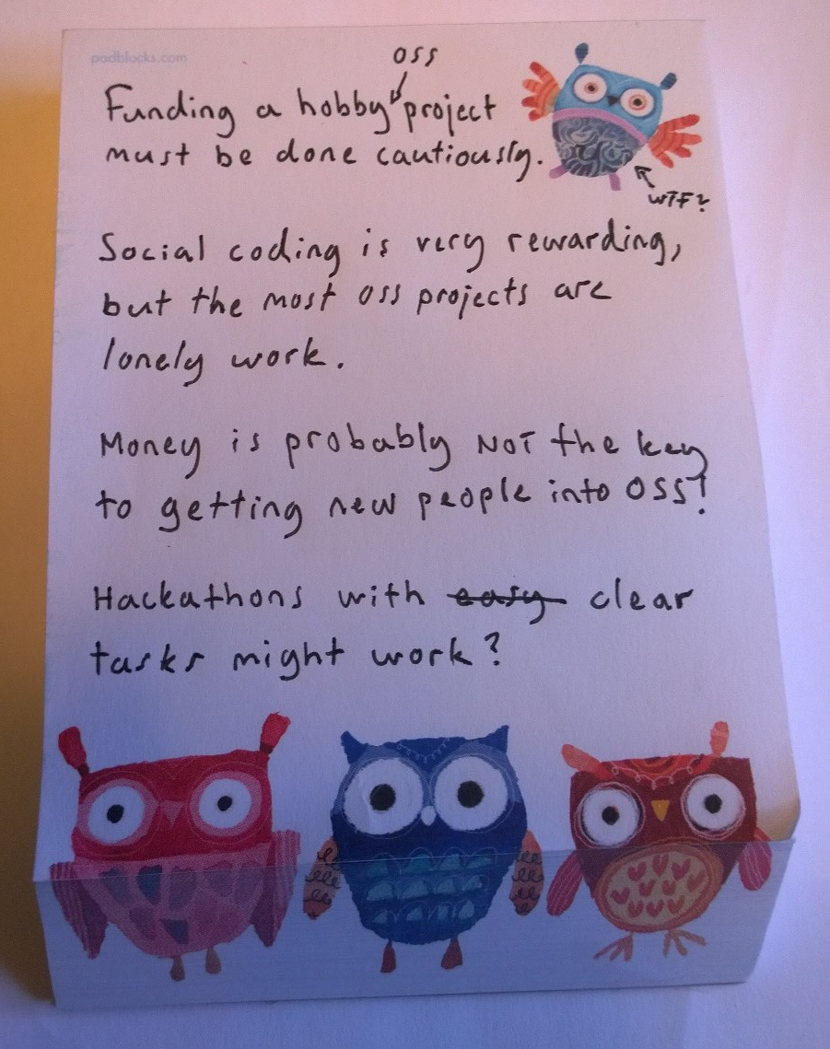 podblocks.com
oss
Funding a hobby project
must be done cautiously.
WTF?
Social coding is very rewarding,
but the most oss projects are
lonely work.
Money is probably NOT the key
to getting new people into OSS!
Hackathons with easy clear
tasks might work?